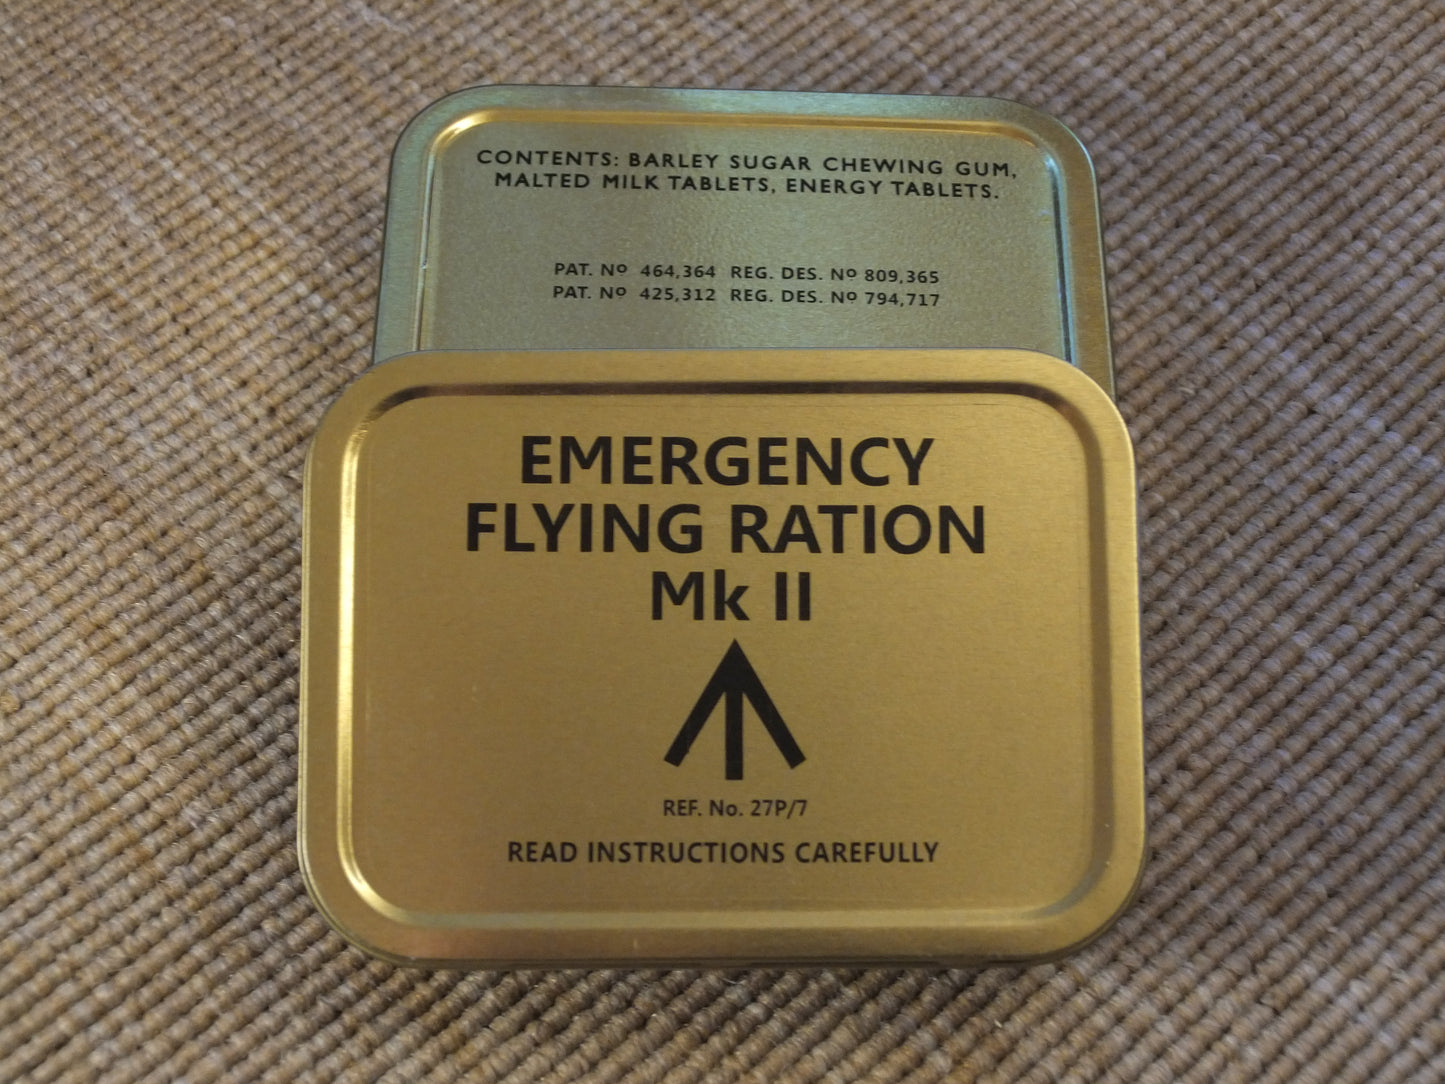 CONTENTS: BARLEY SUGAR CHEWING GUM,
MALTED MILK TABLETS, ENERGY TABLETS.
PAT. Nº 464,364 REG. DES. Nº 809,365
PAT. Nº 425,312 REG. DES. Nº 794,717
EMERGENCY
FLYING RATION
Mk II
REF. No. 27P/7
READ INSTRUCTIONS CAREFULLY